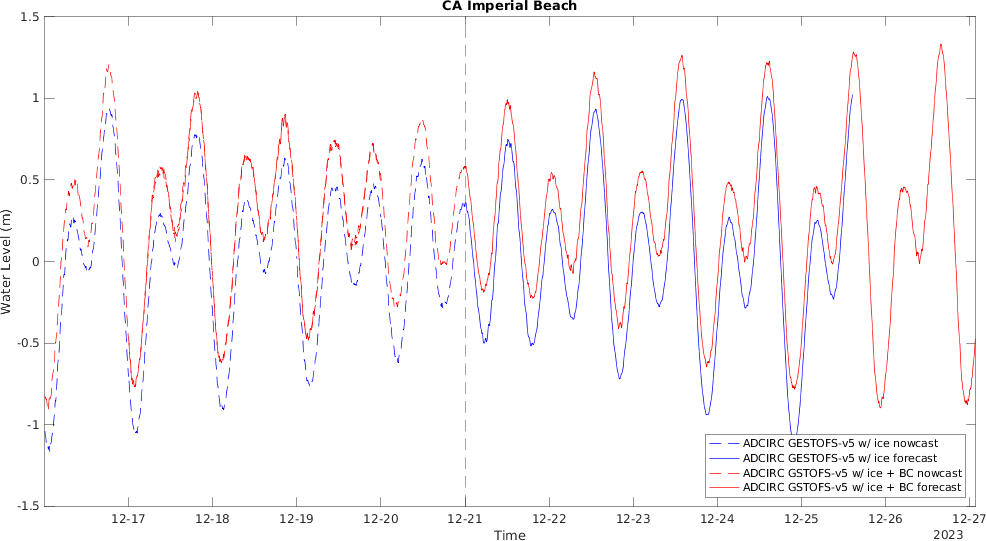 CA Imperial Beach
1.5
1
0.5
0
-0.5
-1
-1.5
Water Level (m)
12-17
12-18
12-19
12-20
12-21
12-22
12-23
12-24
12-25
12-26
12-27
Time
2023
ADCIRC GESTOFS-v5 w/ ice nowcast
ADCIRC GESTOFS-v5 w/ ice forecast
ADCIRC GSTOFS-v5 w/ ice + BC nowcast
ADCIRC GSTOFS-v5 w/ ice + BC forecast